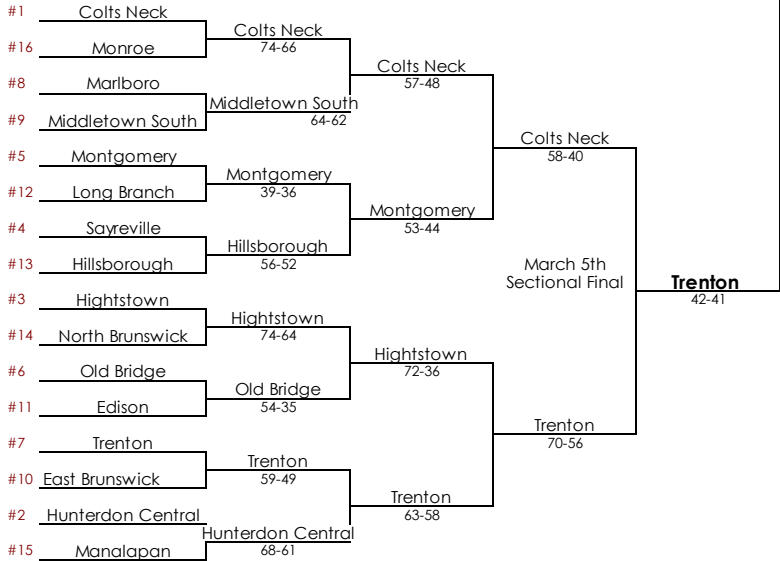 #1 Colts Neck
Colts Neck
#16 Monroe
74-66
Colts Neck
#8 Marlboro
57-48
Middletown South
#9 Middletown South
64-62
Colts Neck
#5 Montgomery
58-40
Montgomery
#12 Long Branch
39-36
Montgomery
#4 Sayreville
53-44
Hillsborough
#13 Hillsborough
56-52
March 5th
Sectional Final
Trenton
42-41
#3 Hightstown
Hightstown
#14 North Brunswick
74-64
Hightstown
#6 Old Bridge
72-36
Old Bridge
#11 Edison
54-35
Trenton
#7 Trenton
70-56
Trenton
#10 East Brunswick
59-49
Trenton
#2 Hunterdon Central
63-58
Hunterdon Central
#15 Manalapan
68-61